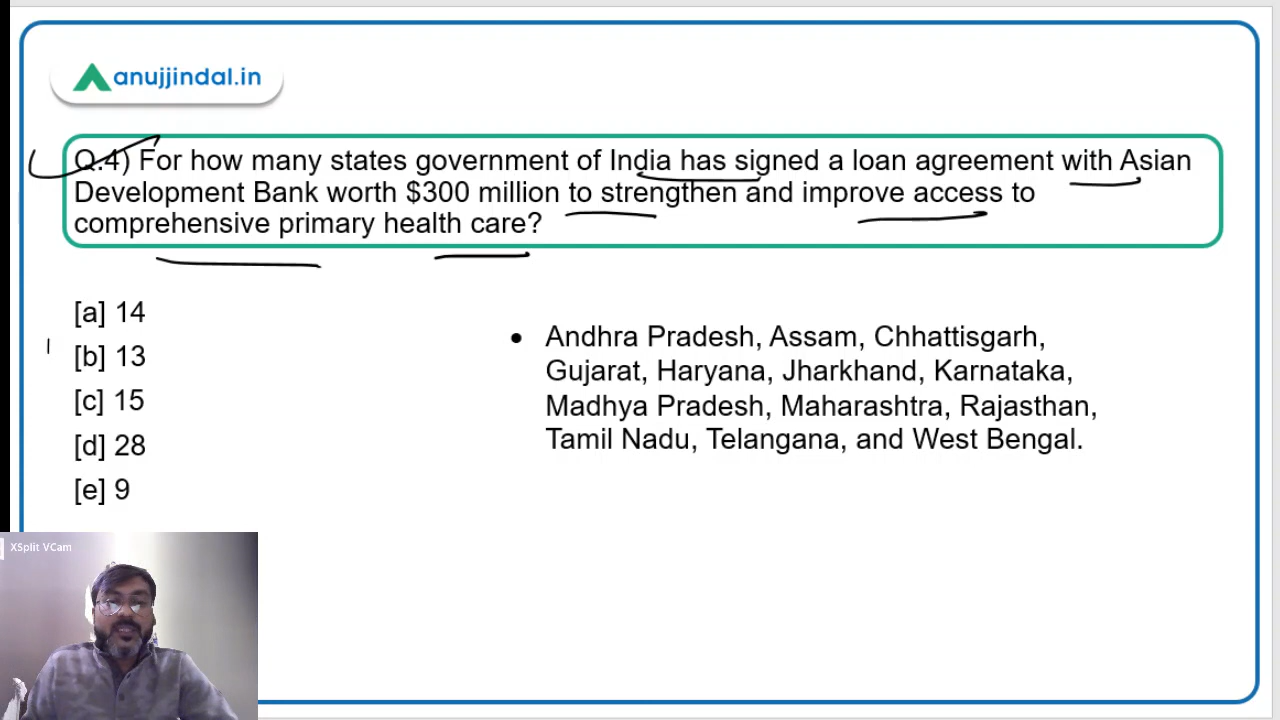 anujjindal.in
Q.4) For how many states government of India has signed a loan agreement with Asian
Development Bank worth $300 million to strengthen and improve access to
comprehensive primary health care?
[a] 14
[b] 13
[c] 15
[d] 28
[e] 9
• Andhra Pradesh, Assam, Chhattisgarh,
Gujarat, Haryana, Jharkhand, Karnataka,
Madhya Pradesh, Maharashtra, Rajasthan,
Tamil Nadu, Telangana, and West Bengal.
XSplit VCam